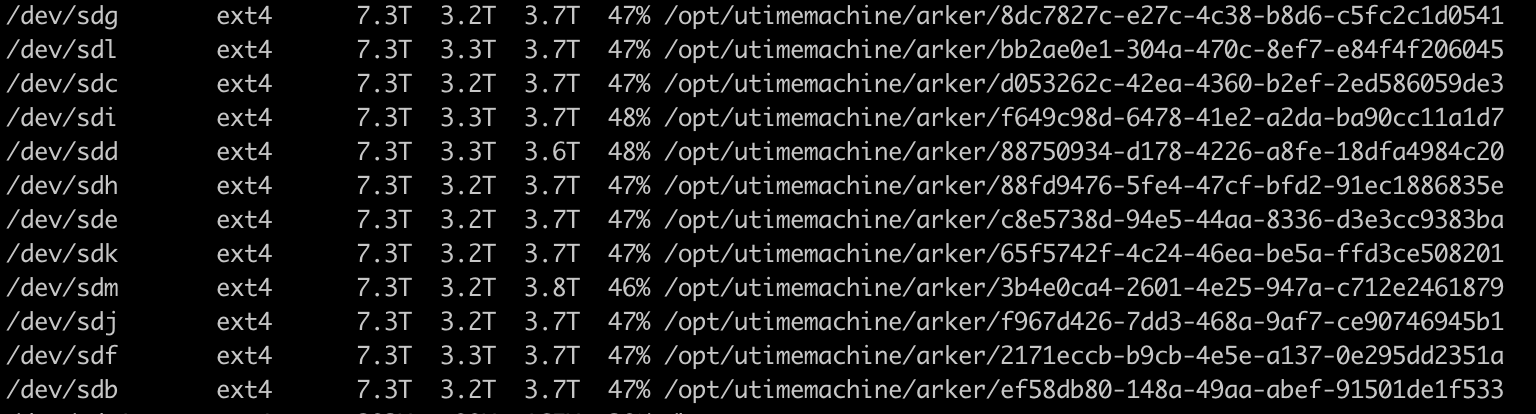 /dev/sdg ext4 7.3T 3.2T 3.7T 47% /opt/utimemachine/arker/8dc7827c-e27c-4c38-b8d6-c5fc2c1d0541
/dev/sdl ext4 7.3T 3.3T 3.7T 47% /opt/utimemachine/arker/bb2ae0e1-304a-470c-8ef7-e84f4f206045
/dev/sdc ext4 7.3T 3.2T 3.7T 47% /opt/utimemachine/arker/d053262c-42ea-4360-b2ef-2ed586059de3
/dev/sdi ext4 7.3T 3.3T 3.7T 48% /opt/utimemachine/arker/f649c98d-6478-41e2-a2da-ba90cc11a1d7
/dev/sdd ext4 7.3T 3.3T 3.6T 48% /opt/utimemachine/arker/88750934-d178-4226-a8fe-18dfa4984c20
/dev/sdh ext4 7.3T 3.2T 3.7T 47% /opt/utimemachine/arker/88fd9476-5fe4-47cf-bfd2-91ec1886835e
/dev/sde ext4 7.3T 3.2T 3.7T 47% /opt/utimemachine/arker/c8e5738d-94e5-44aa-8336-d3e3cc9383ba
/dev/sdk ext4 7.3T 3.2T 3.7T 47% /opt/utimemachine/arker/65f5742f-4c24-46ea-be5a-ffd3ce508201
/dev/sdm ext4 7.3T 3.2T 3.8T 46% /opt/utimemachine/arker/3b4e0ca4-2601-4e25-947a-c712e2461879
/dev/sdj ext4 7.3T 3.2T 3.7T 47% /opt/utimemachine/arker/f967d426-7dd3-468a-9af7-ce90746945b1
/dev/sdf ext4 7.3T 3.3T 3.7T 47% /opt/utimemachine/arker/2171eccb-b9cb-4e5e-a137-0e295dd2351a
/dev/sdb ext4 7.3T 3.2T 3.7T 47% /opt/utimemachine/arker/ef58db80-148a-49aa-abef-91501de1f533